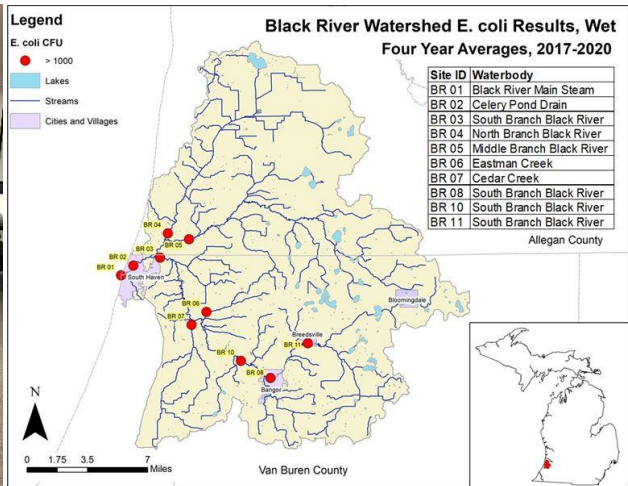 Legend
E. coli CFU
> 1000
Lakes
Streams
Cities and Villages
Black River Watershed E. coli Results, Wet
Four Year Averages, 2017-2020
Site ID Waterbody
BR 01 Black River Main Steam
BR 02 Celery Pond Drain
BR 03 South Branch Black River
BR 04 North Branch Black River
BR 05 Middle Branch Black River
BR 06 Eastman Creek
BR 07 Cedar Creek
BR 08 South Branch Black River
BR 10 South Branch Black River
BR 11 South Branch Black River
Allegan County
BR 04
BR 05
BR 03
BR 02
BR 01
South Haven
Bloomingdale
BR 06
BR 07
Breedsville
BR 11
BR 10
BR 08
Bangor
N
0 1.75 3.5 7
Miles
Van Buren County